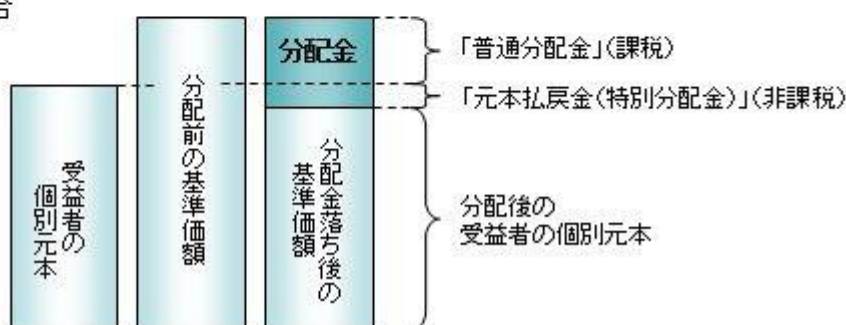 合
分配金
「普通分配金」(課税)
「元本払戻金(特別分配金)」(非課税)
分配後の
受益者の個別元本
受益者の
個別元本
分配前の基準価額
分配金落ち後の
基準価額